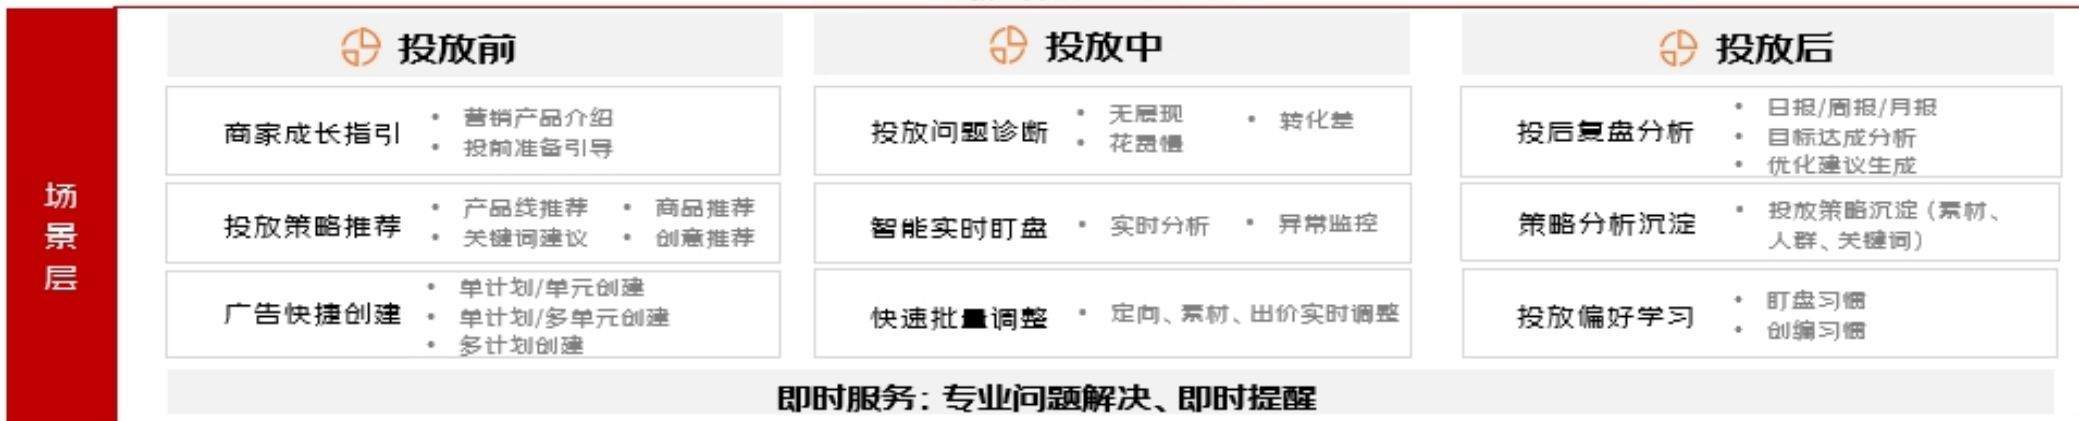 场景层
投放前
商家成长指引
• 营销产品介绍
• 投前准备引导
投放策略推荐
• 产品线推荐 • 商品推荐
• 关键词建议 • 创意推荐
广告快捷创建
• 单计划/单元创建
• 单计划/多单元创建
• 多计划创建
投放中
投放问题诊断
• 无展现 • 转化差
• 花费慢
智能实时盯盘
• 实时分析 • 异常监控
快速批量调整
• 定向、素材、出价实时调整
投放后
投后复盘分析
• 日报/周报/月报
• 目标达成分析
• 优化建议生成
策略分析沉淀
• 投放策略沉淀（素材、
人群、关键词）
投放偏好学习
• 盯盘习惯
• 创编习惯
即时服务：专业问题解决、即时提醒